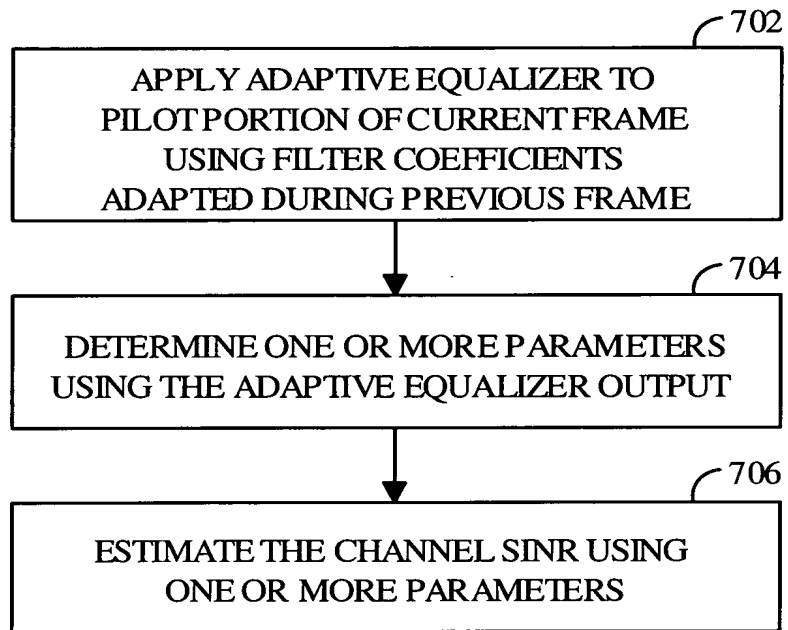 702
APPLY ADAPTIVE EQUALIZER TO
PILOT PORTION OF CURRENT FRAME
USING FILTER COEFFICIENTS
ADAPTED DURING PREVIOUS FRAME
704
DETERMINE ONE OR MORE PARAMETERS
USING THE ADAPTIVE EQUALIZER OUTPUT
706
ESTIMATE THE CHANNEL SINR USING
ONE OR MORE PARAMETERS